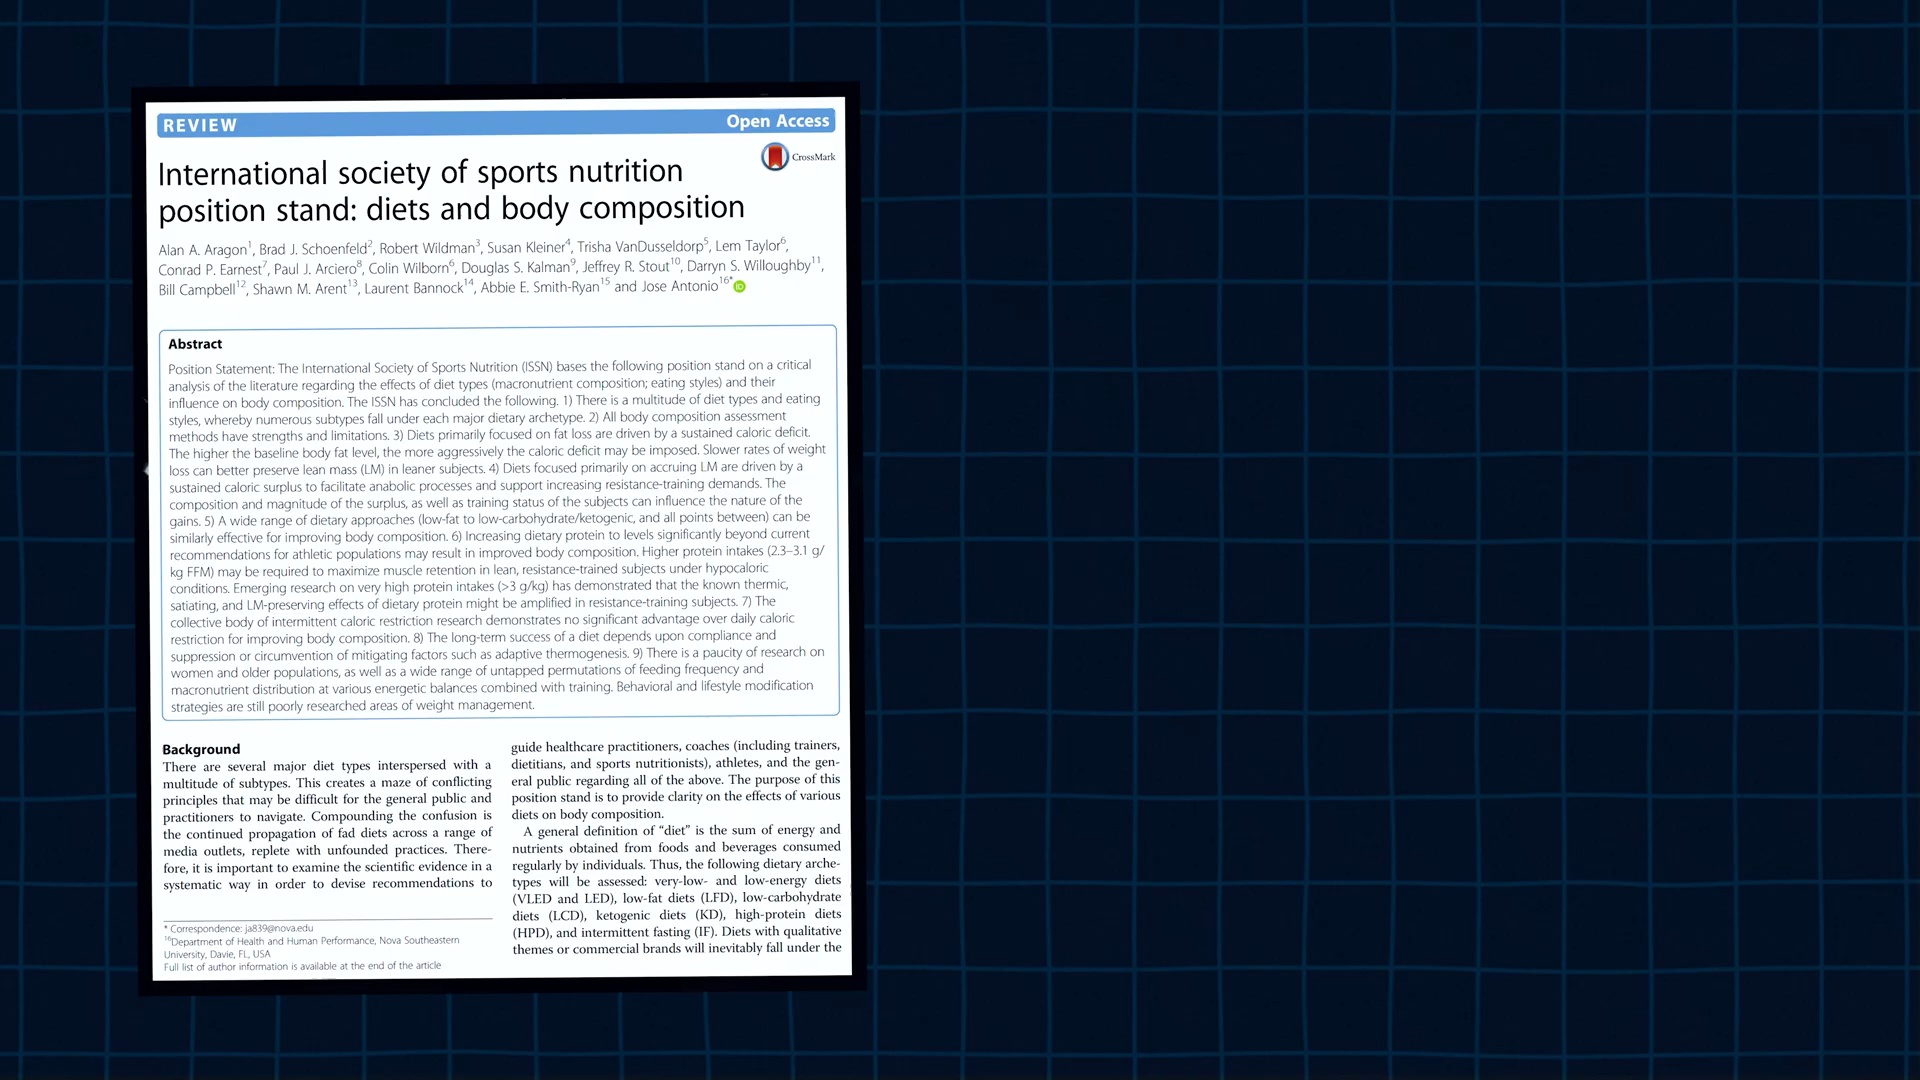 REVIEW
Open Access
CrossMark
International society of sports nutrition
position stand: diets and body composition
Alan A. Aragon1, Brad J. Schoenfeld2, Robert Wildman3, Susan Kleiner4, Trisha VanDusseldorp5, Lem Taylor6,
Conrad P. Earnest7, Paul J. Arciero8, Colin Wilborn6, Douglas S. Kalman9, Jeffrey R. Stout10, Darryn S. Willoughby11,
Bill Campbell12, Shawn M. Arent13, Laurent Bannock14, Abbie E. Smith-Ryan15 and Jose Antonio16*
Abstract
Position Statement: The International Society of Sports Nutrition (ISSN) bases the following position stand on a critical
analysis of the literature regarding the effects of diet types (macronutrient composition; eating styles) and their
influence on body composition. The ISSN has concluded the following. 1) There is a multitude of diet types and eating
styles, whereby numerous subtypes fall under each major dietary archetype. 2) All body composition assessment
methods have strengths and limitations. 3) Diets primarily focused on fat loss are driven by a sustained caloric deficit.
The higher the baseline body fat level, the more aggressively the caloric deficit may be imposed. Slower rates of weight
loss can better preserve lean mass (LM) in leaner subjects. 4) Diets focused primarily on accruing LM are driven by a
sustained caloric surplus to facilitate anabolic processes and support increasing resistance-training demands. The
composition and magnitude of the surplus, as well as training status of the subjects can influence the nature of the
gains. 5) A wide range of dietary approaches (low-fat to low-carbohydrate/ketogenic, and all points between) can be
similarly effective for improving body composition. 6) Increasing dietary protein to levels significantly beyond current
recommendations for athletic populations may result in improved body composition. Higher protein intakes (2.3–3.1 g/
kg FFM) may be required to maximize muscle retention in lean, resistance-trained subjects under hypocaloric
conditions. Emerging research on very high protein intakes (>3 g/kg) has demonstrated that the known thermic,
satiating, and LM-preserving effects of dietary protein might be amplified in resistance-training subjects. 7) The
collective body of intermittent caloric restriction research demonstrates no significant advantage over daily caloric
restriction for improving body composition. 8) The long-term success of a diet depends upon compliance and
suppression or circumvention of mitigating factors such as adaptive thermogenesis. 9) There is a paucity of research on
women and older populations, as well as a wide range of untapped permutations of feeding frequency and
macronutrient distribution at various energetic balances combined with training. Behavioral and lifestyle modification
strategies are still poorly researched areas of weight management.
Background
There are several major diet types interspersed with a
multitude of subtypes. This creates a maze of conflicting
principles that may be difficult for the general public and
practitioners to navigate. Compounding the confusion is
the continued propagation of fad diets across a range of
media outlets, replete with unfounded practices. There-
fore, it is important to examine the scientific evidence in a
systematic way in order to devise recommendations to
guide healthcare practitioners, coaches (including trainers,
dietitians, and sports nutritionists), athletes, and the gen-
eral public regarding all of the above. The purpose of this
position stand is to provide clarity on the effects of various
diets on body composition.
A general definition of “diet” is the sum of energy and
nutrients obtained from foods and beverages consumed
regularly by individuals. Thus, the following dietary arche-
types will be assessed: very-low- and low-energy diets
(VLED and LED), low-fat diets (LFD), low-carbohydrate
diets (LCD), ketogenic diets (KD), high-protein diets
(HPD), and intermittent fasting (IF). Diets with qualitative
themes or commercial brands will inevitably fall under the
* Correspondence: ja839@nova.edu
16Department of Health and Human Performance, Nova Southeastern
University, Davie, FL, USA
Full list of author information is available at the end of the article